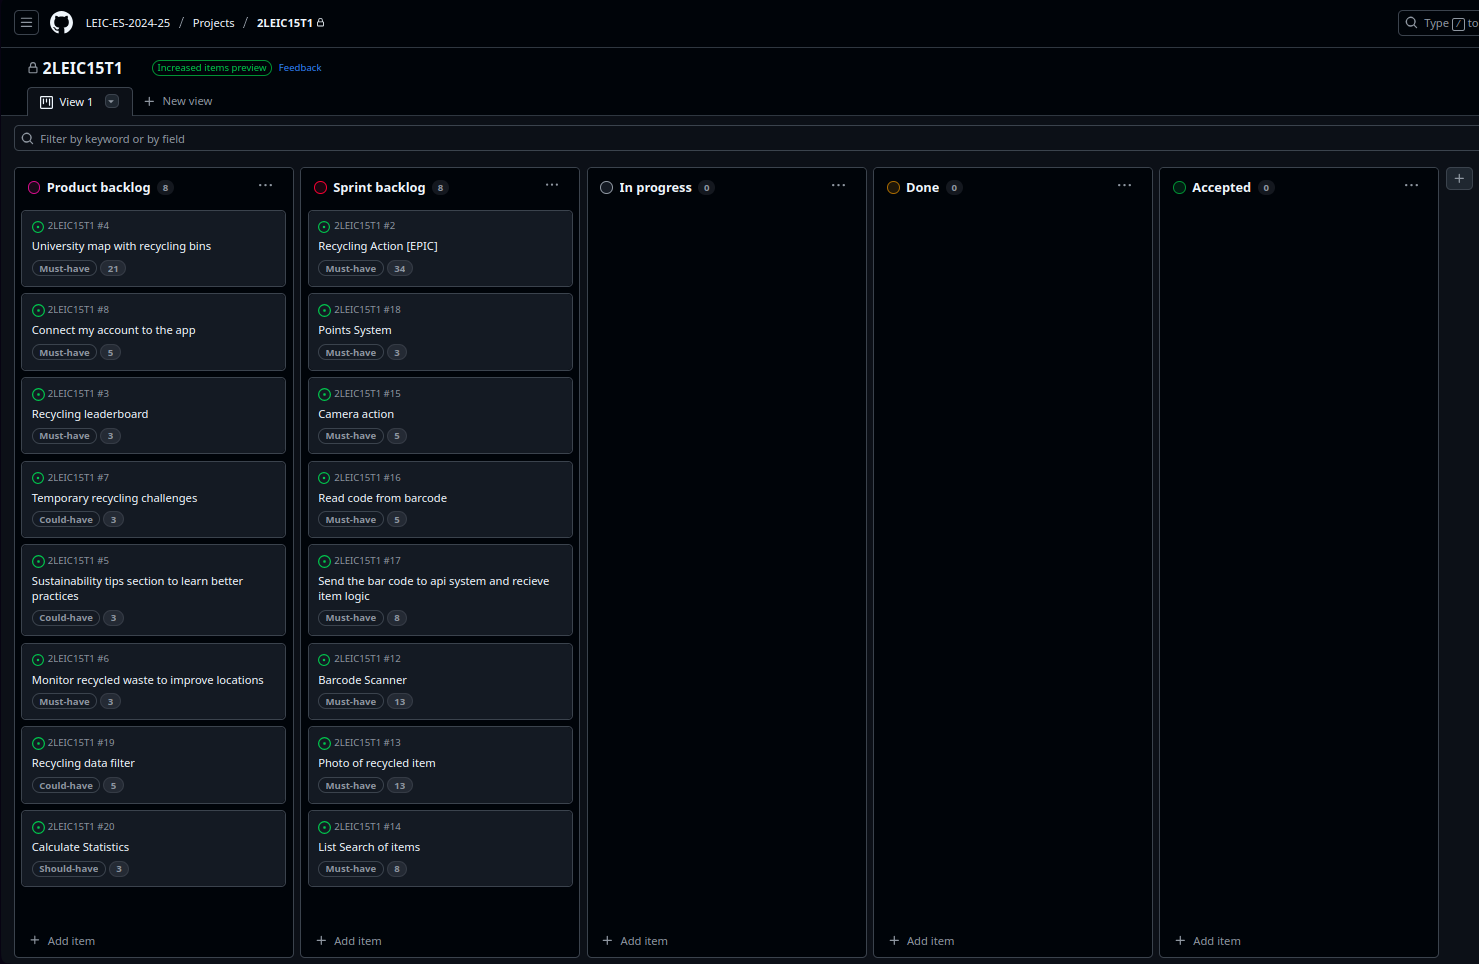 LEIC-ES-2024-25 / Projects / 2LEIC15T1
Type / to
2LEIC15T1
Increased items preview
Feedback
View 1
New view
Filter by keyword or by field
Product backlog 8
2LEIC15T1 #4
University map with recycling bins
Must-have 21
2LEIC15T1 #8
Connect my account to the app
Must-have 5
2LEIC15T1 #3
Recycling leaderboard
Must-have 3
2LEIC15T1 #7
Temporary recycling challenges
Could-have 3
2LEIC15T1 #5
Sustainability tips section to learn better
practices
Could-have 3
2LEIC15T1 #6
Monitor recycled waste to improve locations
Must-have 3
2LEIC15T1 #19
Recycling data filter
Could-have 5
2LEIC15T1 #20
Calculate Statistics
Should-have 3
Add item
Sprint backlog 8
2LEIC15T1 #2
Recycling Action [EPIC]
Must-have 34
2LEIC15T1 #18
Points System
Must-have 3
2LEIC15T1 #15
Camera action
Must-have 5
2LEIC15T1 #16
Read code from barcode
Must-have 5
2LEIC15T1 #17
Send the bar code to api system and recieve
item logic
Must-have 8
2LEIC15T1 #12
Barcode Scanner
Must-have 13
2LEIC15T1 #13
Photo of recycled item
Must-have 13
2LEIC15T1 #14
List Search of items
Must-have 8
Add item
In progress 0
Add item
Done 0
Add item
Accepted 0
Add item